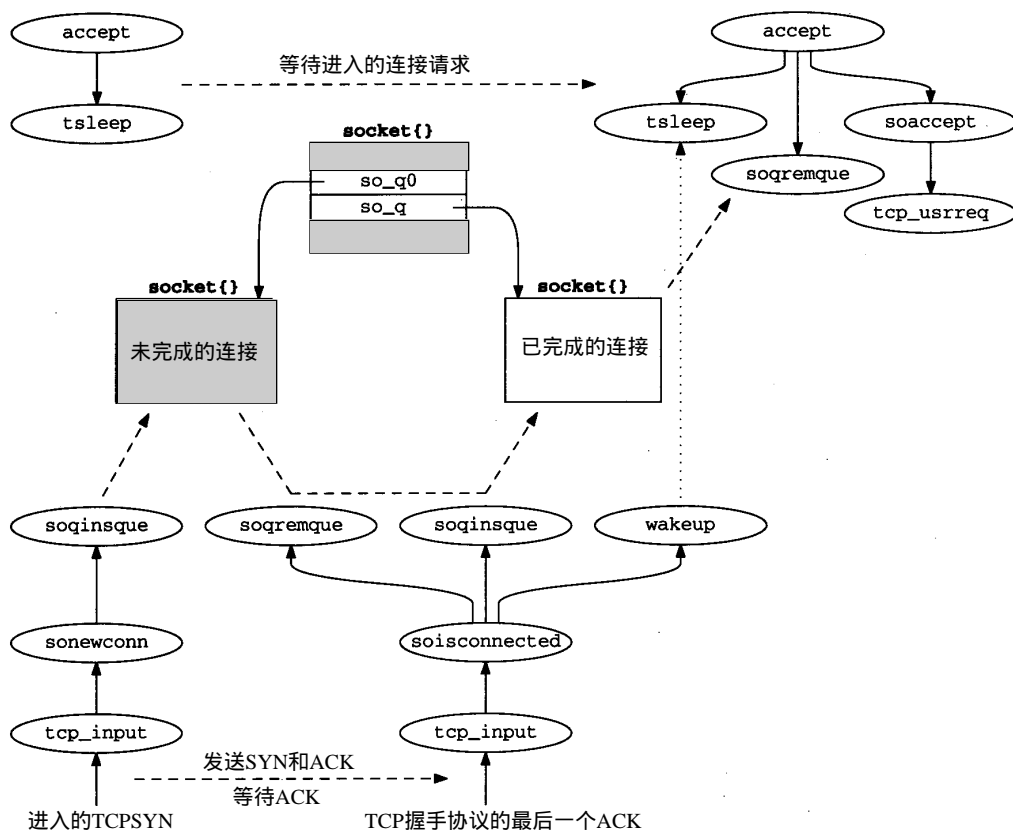 accept
accept
等待进入的连接请求
tsleep
tsleep
soaccept
socket{}
so_q0
so_q
soqremque
tcp_usrreq
socket{}
socket{}
未完成的连接
已完成的连接
soqinsque
soqremque
soqinsque
wakeup
sonewconn
soisconnected
tcp_input
tcp_input
发送SYN和ACK
等待ACK
进入的TCPSYN
TCP握手协议的最后一个ACK